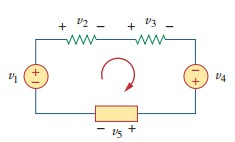 + v₂ − + v₃ −
v₁ + −
− + v₄
− v₅ +